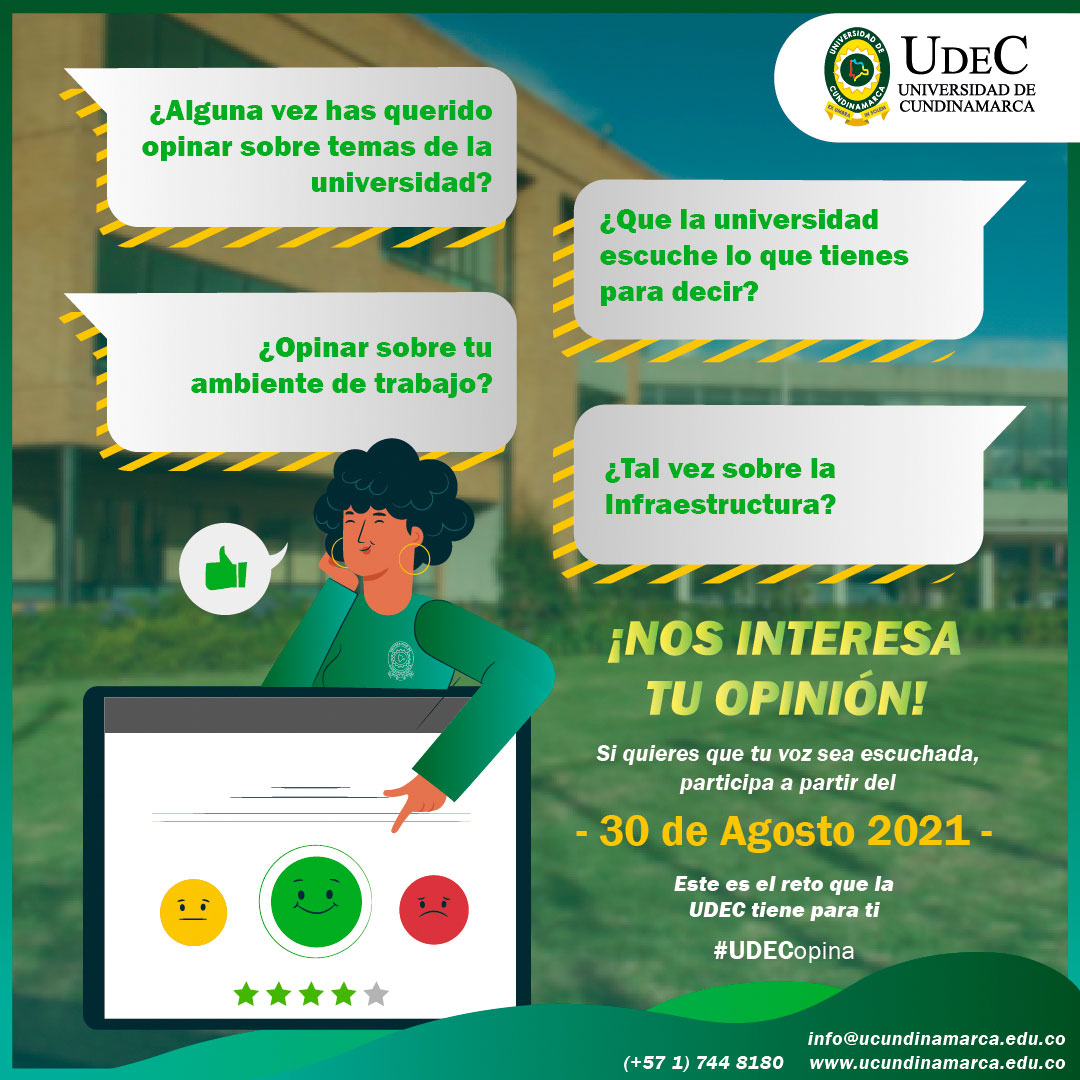 UNIVERSIDAD DE
CUNDINAMARCA
UDEC
UNIVERSIDAD DE
CUNDINAMARCA
¿Alguna vez has querido
opinar sobre temas de la
universidad?
¿Que la universidad
escuche lo que tienes
para decir?
¿Opinar sobre tu
ambiente de trabajo?
¿Tal vez sobre la
Infraestructura?
¡NOS INTERESA
TU OPINIÓN!
Si quieres que tu voz sea escuchada,
participa a partir del
- 30 de Agosto 2021 -
Este es el reto que la
UDEC tiene para ti
#UDECopina
info@ucundinamarca.edu.co
(+57 1) 744 8180 www.ucundinamarca.edu.co